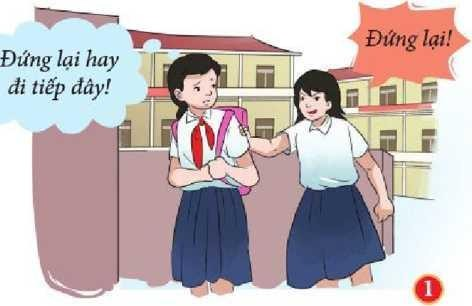 Đứng lại hay
đi tiếp đây!
Đứng lại!
1